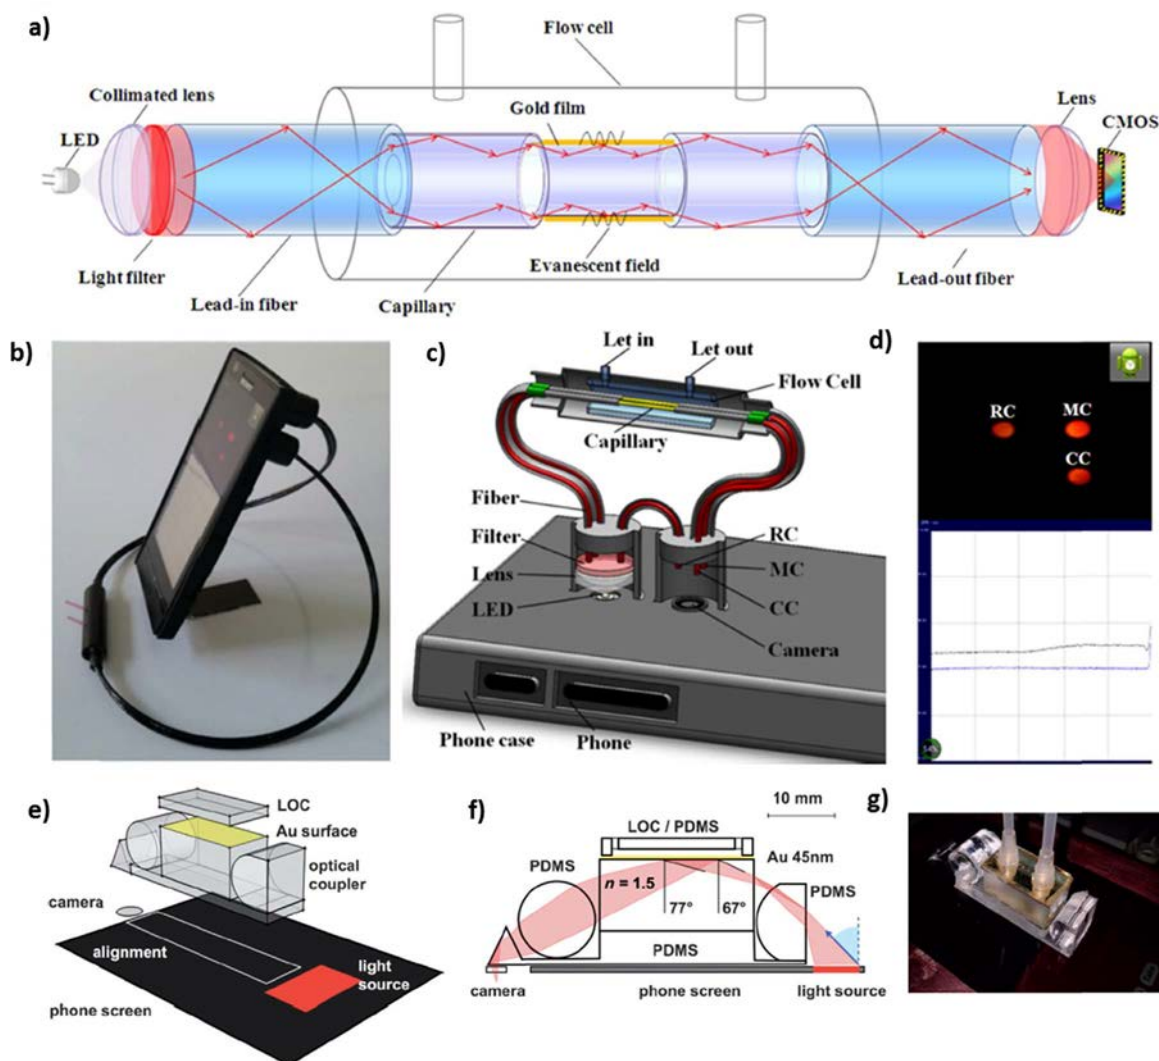 a)
Flow cell
Collimated lens
LED
Gold film
Lens
CMOS
Light filter
Lead-in fiber
Capillary
Evanescent field
Lead-out fiber
b)
c)
Let in
Let out
Flow Cell
Capillary
Fiber
Filter
Lens
LED
RC
MC
CC
Camera
Phone case
Phone
d)
RC
MC
CC
54%
e)
LOC
Au surface
optical
coupler
camera
alignment
light
source
phone screen
f)
10 mm
LOC / PDMS
PDMS
Au 45nm
PDMS
n = 1.5
77°
67°
PDMS
camera
phone screen
light source
g)